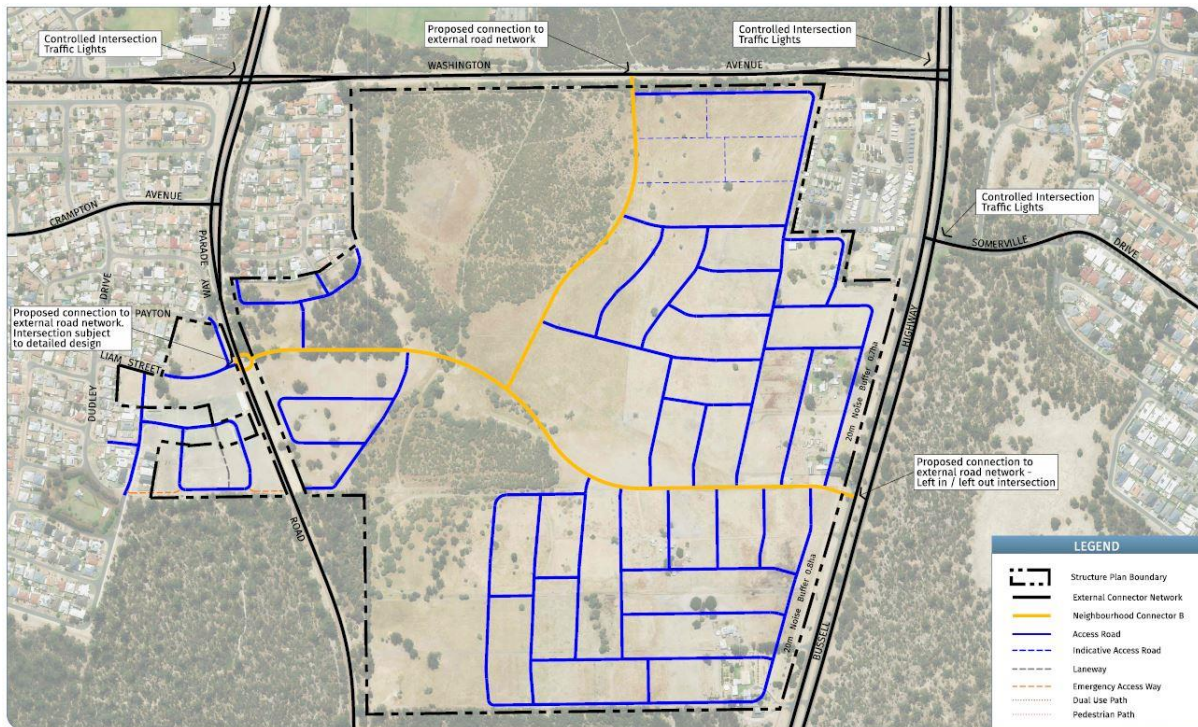 Controlled Intersection
Traffic Lights
Proposed connection to
external road network
Controlled Intersection
Traffic Lights
WASHINGTON
AVENUE
CRAMPTON
AVENUE
PARADE WAY
Controlled Intersection
Traffic Lights
SOMERVILLE
DRIVE
Proposed connection to
external road network.
Intersection subject
to detailed design
DRIVE
PAYTON
LIAM STREET
DUDLEY
HIGHWAY
20m Noise Buffer 0.7ha
Proposed connection to
external road network -
Left in / left out intersection
ROAD
20m Noise Buffer 0.8ha
BUSSELL
LEGEND
Structure Plan Boundary
External Connector Network
Neighbourhood Connector B
Access Road
Indicative Access Road
Laneway
Emergency Access Way
Dual Use Path
Pedestrian Path